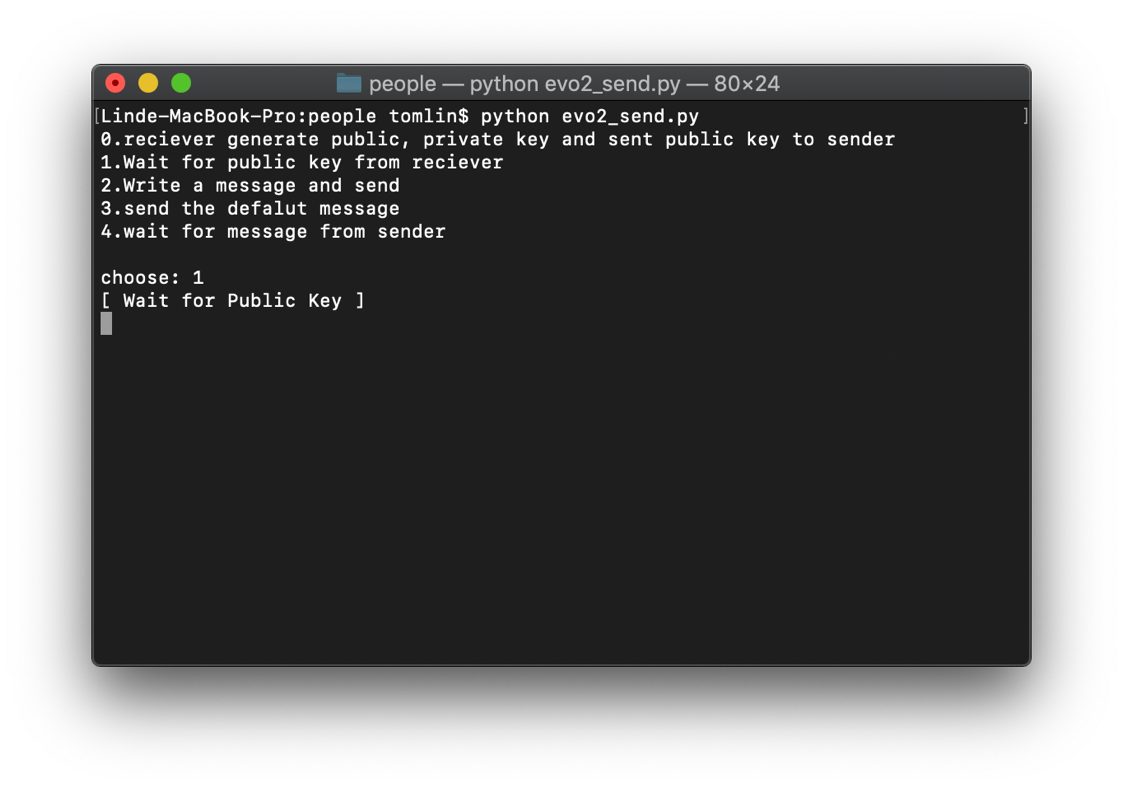 people — python evo2_send.py — 80×24
[Linde-MacBook-Pro:people tomlin$ python evo2_send.py ]
0.reciever generate public, private key and sent public key to sender
1.Wait for public key from reciever
2.Write a message and send
3.send the defalut message
4.wait for message from sender
choose: 1
[ Wait for Public Key ]